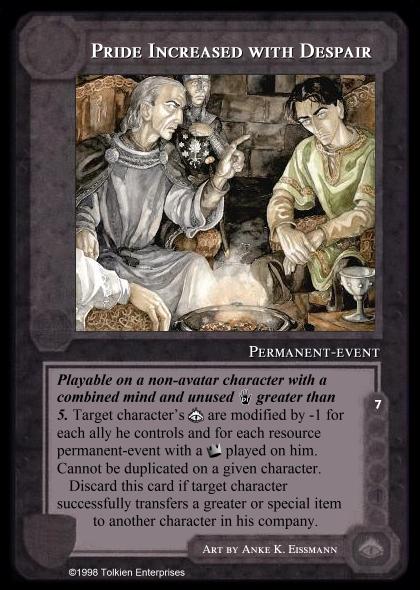 PRIDE INCREASED WITH DESPAIR
PERMANENT-EVENT
Playable on a non-avatar character with a
combined mind and unused DI greater than
5. Target character's are modified by -1 for
each ally he controls and for each resource
permanent-event with a played on him.
Cannot be duplicated on a given character.
Discard this card if target character
successfully transfers a greater or special item
to another character in his company.
7
ART BY ANKE K. EISSMANN
©1998 Tolkien Enterprises